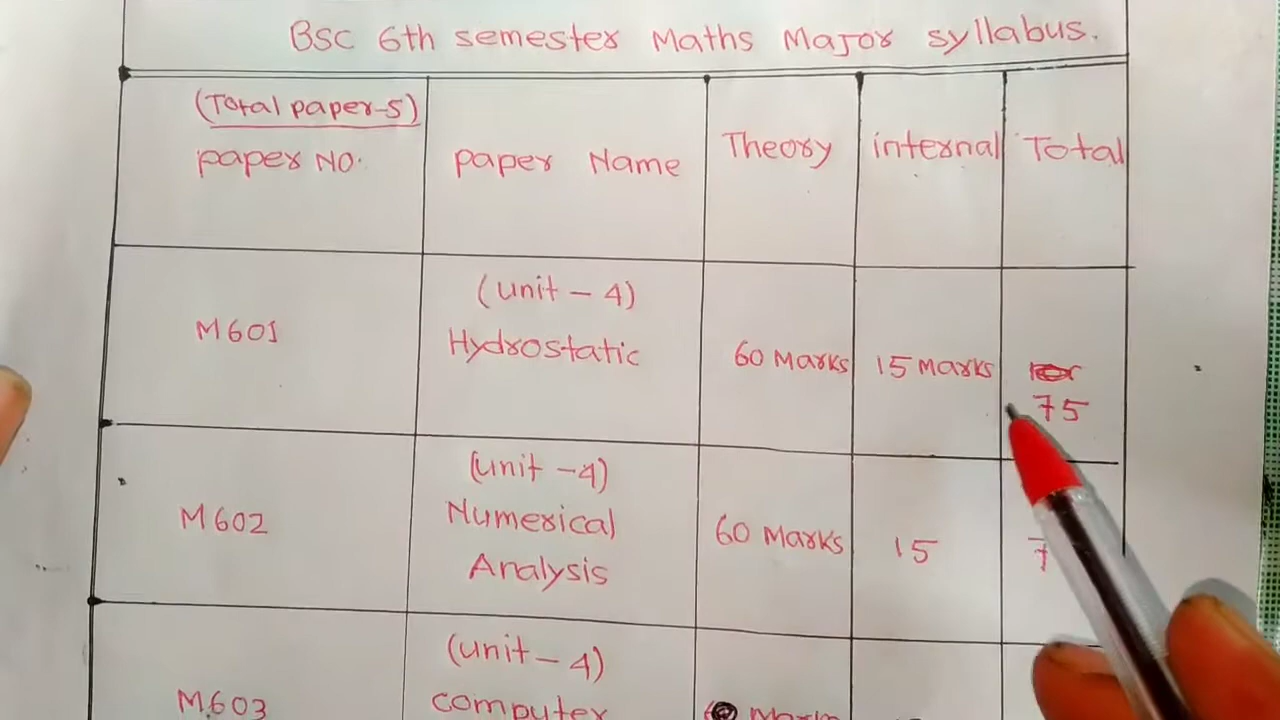 BSC 6th semester Maths Major syllabus.
(Total paper-5)
paper NO.
paper Name
Theory
internal
Total
M601
(unit - 4)
Hydrostatic
60 Marks
15 Marks
75
M602
(unit -4)
Numerical
Analysis
60 Marks
15
7
M603
(unit - 4)
computer